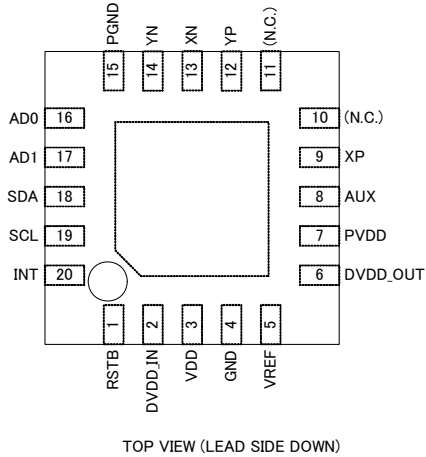 PGND YN XN YP (N.C.)
15 14 13 12 11
AD0 16 10 (N.C.)
AD1 17 9 XP
SDA 18 8 AUX
SCL 19 7 PVDD
INT 20 6 DVDD_OUT
1 2 3 4 5
RSTB DVDD_IN VDD GND VREF
TOP VIEW (LEAD SIDE DOWN)